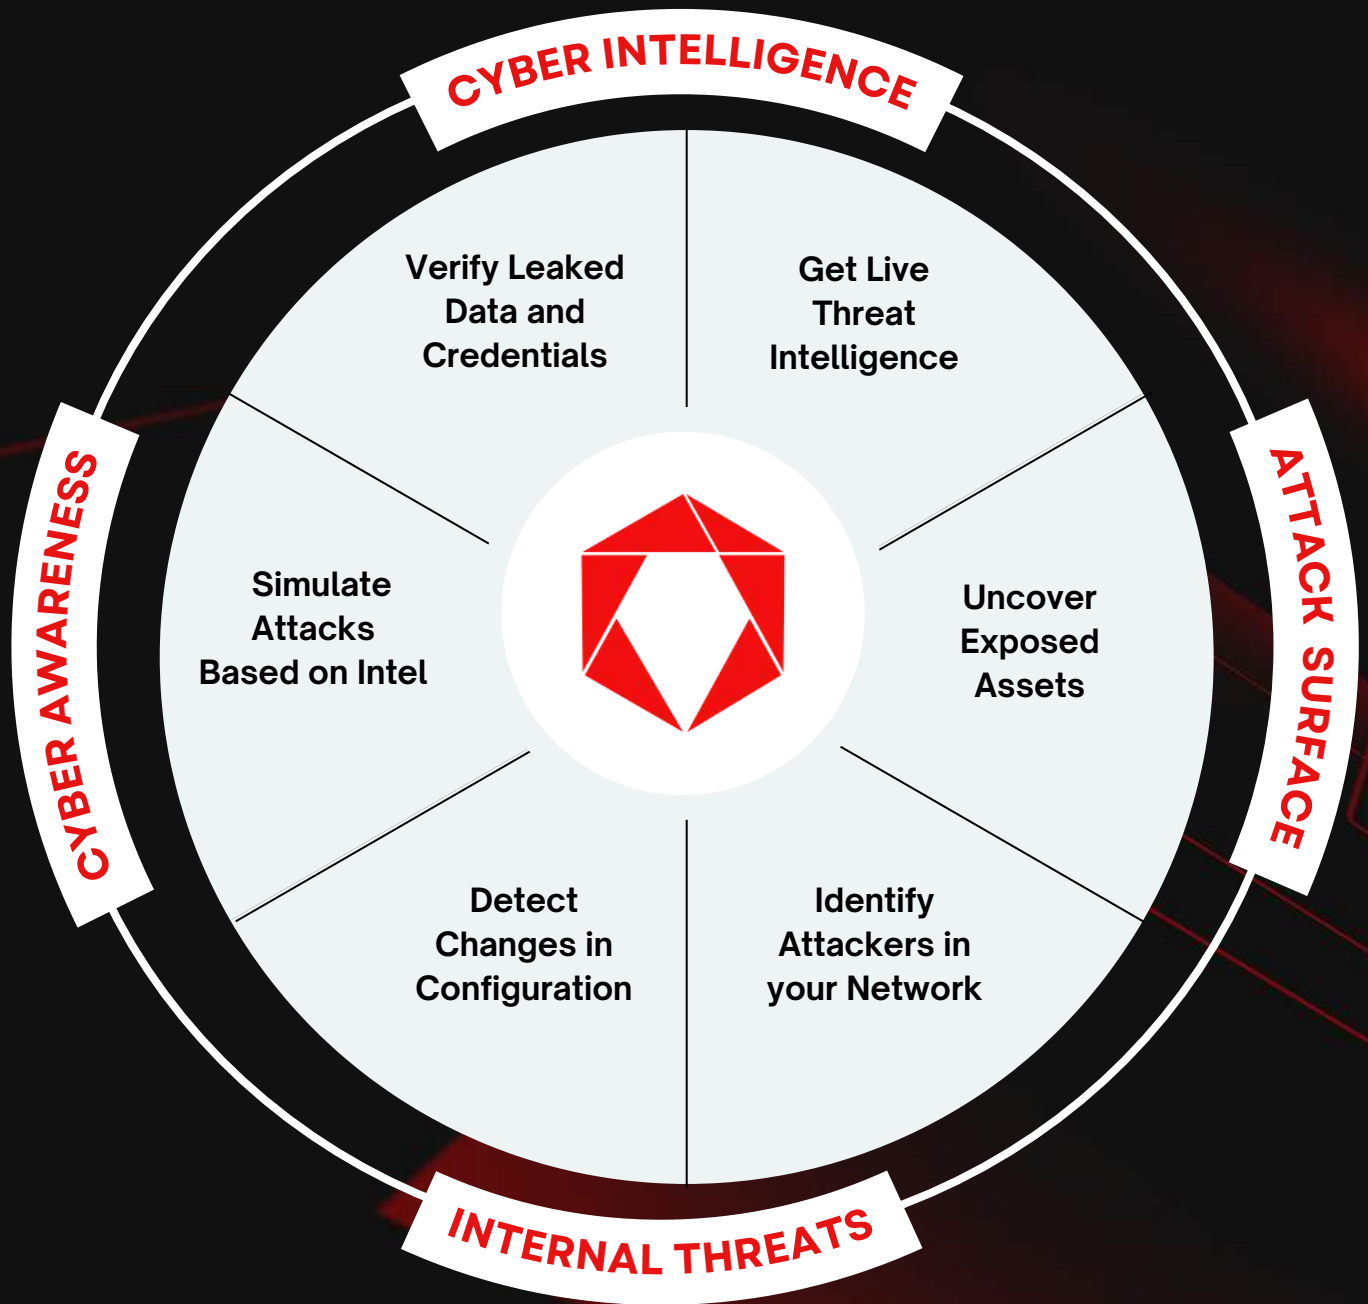 CYBER INTELLIGENCE
Verify Leaked
Data and
Credentials
Get Live
Threat
Intelligence
CYBER AWARENESS
Simulate
Attacks
Based on Intel
Uncover
Exposed
Assets
ATTACK SURFACE
Detect
Changes in
Configuration
Identify
Attackers in
your Network
INTERNAL THREATS